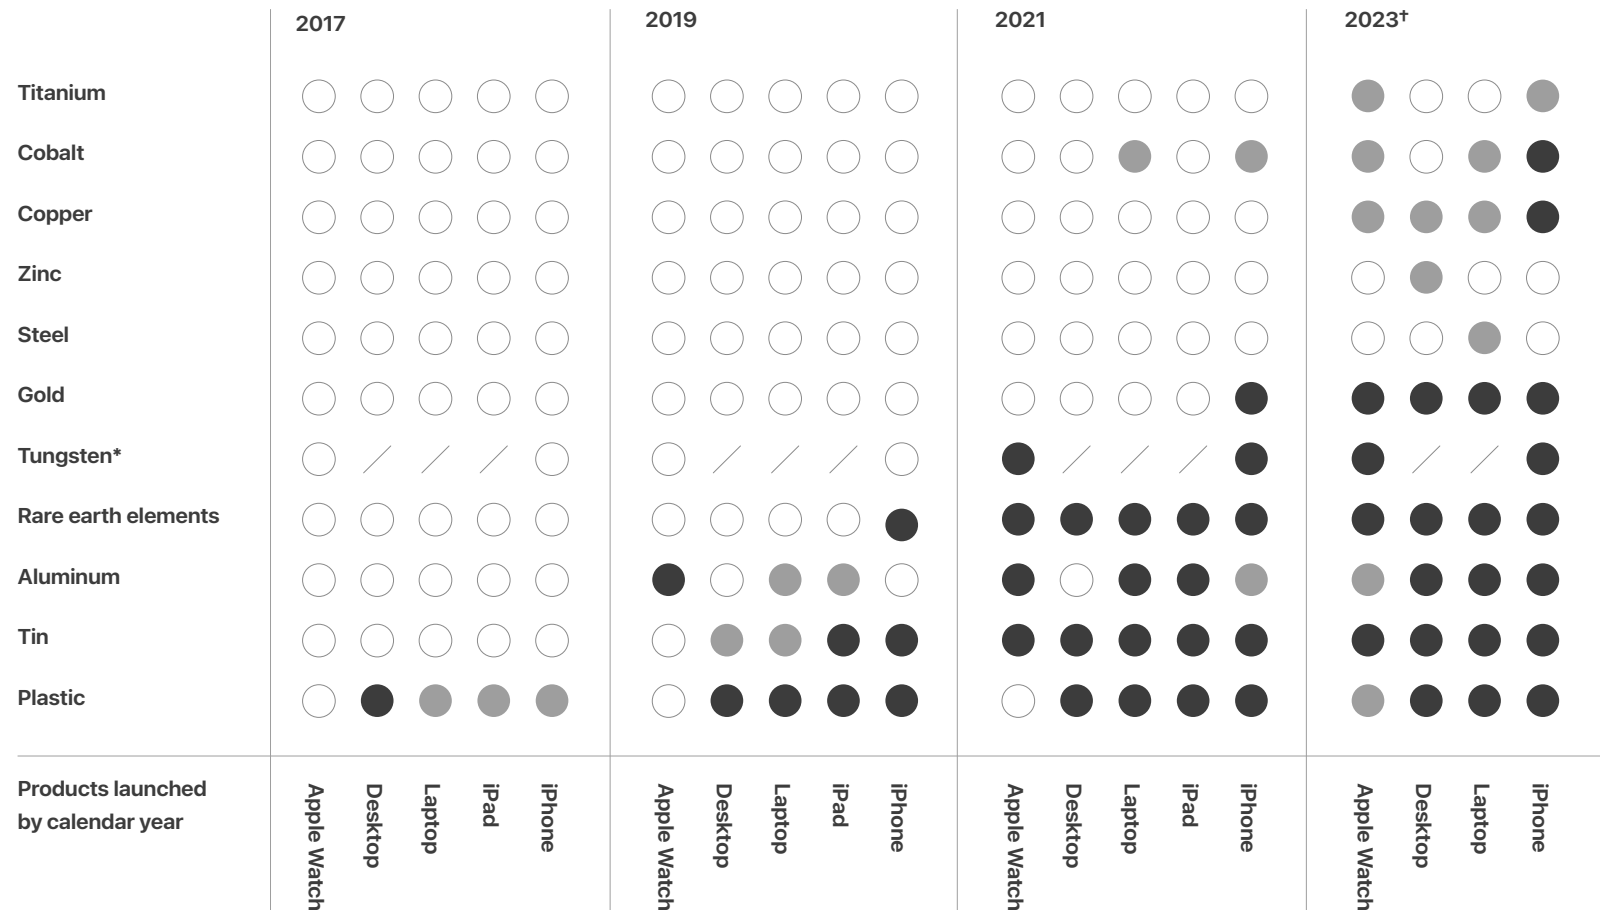 2017
2019
2021
2023†
Titanium
Cobalt
Copper
Zinc
Steel
Gold
Tungsten*
Rare earth elements
Aluminum
Tin
Plastic
Products launched
by calendar year
Apple Watch
Desktop
Laptop
iPad
iPhone
Apple Watch
Desktop
Laptop
iPad
iPhone
Apple Watch
Desktop
Laptop
iPad
iPhone
Apple Watch
Desktop
Laptop
iPhone